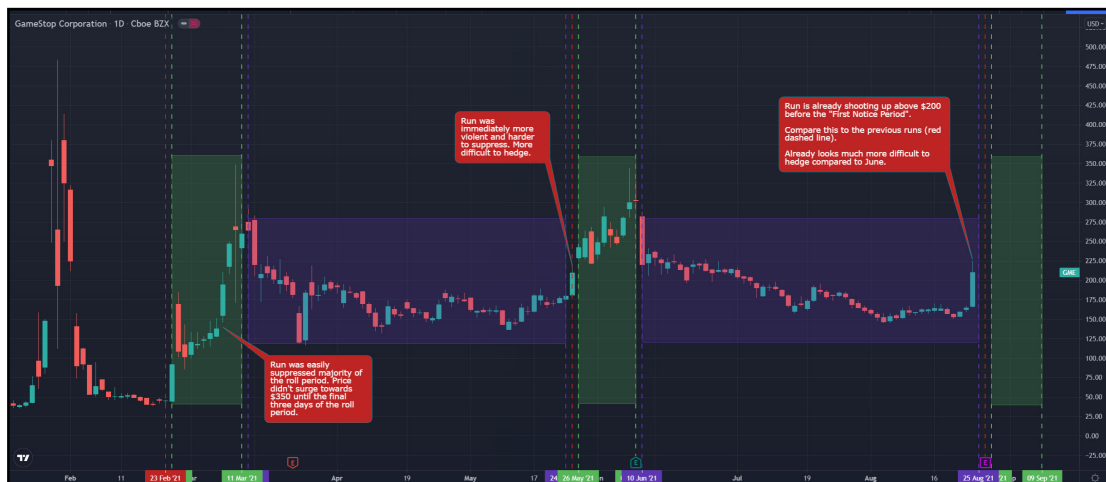 GameStop Corporation · 1D · Cboe BZX
USD
500.00
475.00
450.00
425.00
400.00
375.00
350.00
325.00
300.00
275.00
250.00
225.00
GME
200.00
175.00
150.00
125.00
100.00
75.00
50.00
25.00
0.00
-25.00
Run was
immediately more
violent and harder
to suppress. More
difficult to hedge.
Run is already shooting up above $200
before the "First Notice Period".
Compare this to the previous runs (red
dashed line).
Already looks much more difficult to
hedge compared to June.
Run was easily
suppressed majority of
the roll period. Price
didn't surge towards
$350 until the final
three days of the roll
period.
E
E
E
Feb
23 Feb '21
11 Mar '21
Apr
19
May
17
24
26 May '21
10 Jun '21
Jul
19
Aug
16
25 Aug '21
09 Sep '21